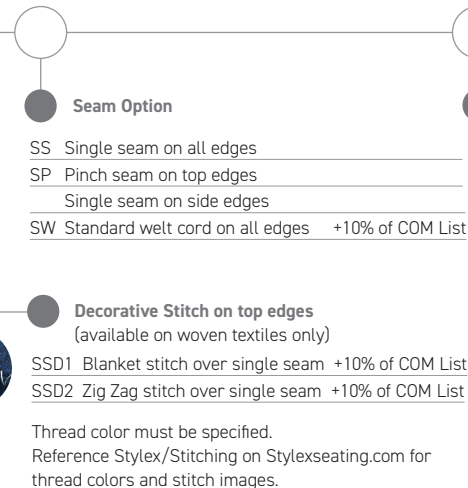 Seam Option
SS Single seam on all edges
SP Pinch seam on top edges
Single seam on side edges
SW Standard welt cord on all edges +10% of COM List
Decorative Stitch on top edges
(available on woven textiles only)
SSD1 Blanket stitch over single seam +10% of COM List
SSD2 Zig Zag stitch over single seam +10% of COM List
Thread color must be specified.
Reference Stylex/Stitching on Stylexseating.com for
thread colors and stitch images.